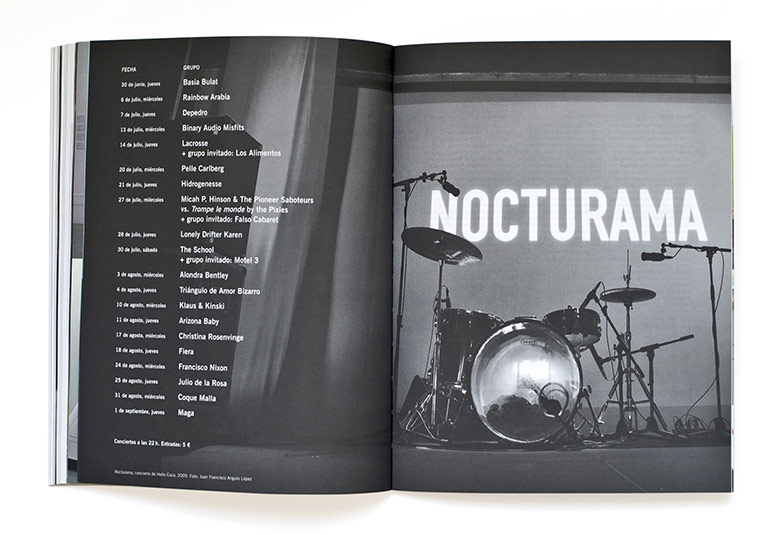 FECHA GRUPO
30 de junio, jueves Basia Bulat
6 de julio, miércoles Rainbow Arabia
7 de julio, jueves Depedro
13 de julio, miércoles Binary Audio Misfits
14 de julio, jueves Lacrosse
+ grupo invitado: Los Alimentos
20 de julio, miércoles Pelle Carlberg
21 de julio, jueves Hidrogenesse
27 de julio, miércoles Micah P. Hinson & The Pioneer Saboteurs
vs. Trompe le monde by the Pixies
+ grupo invitado: Falso Cabaret
28 de julio, jueves Lonely Drifter Karen
30 de julio, sábado The School
+ grupo invitado: Motel 3
3 de agosto, miércoles Alondra Bentley
4 de agosto, jueves Triángulo de Amor Bizarro
10 de agosto, miércoles Klaus & Kinski
11 de agosto, jueves Arizona Baby
17 de agosto, miércoles Christina Rosenvinge
18 de agosto, jueves Fiera
24 de agosto, miércoles Francisco Nixon
25 de agosto, jueves Julio de la Rosa
31 de agosto, miércoles Coque Malla
1 de septiembre, jueves Maga
Conciertos a las 22 h. Entradas: 5 €
Nocturama, concierto de Hello Cuca, 2009. Foto: Juan Francisco Angulo López
NOCTURAMA